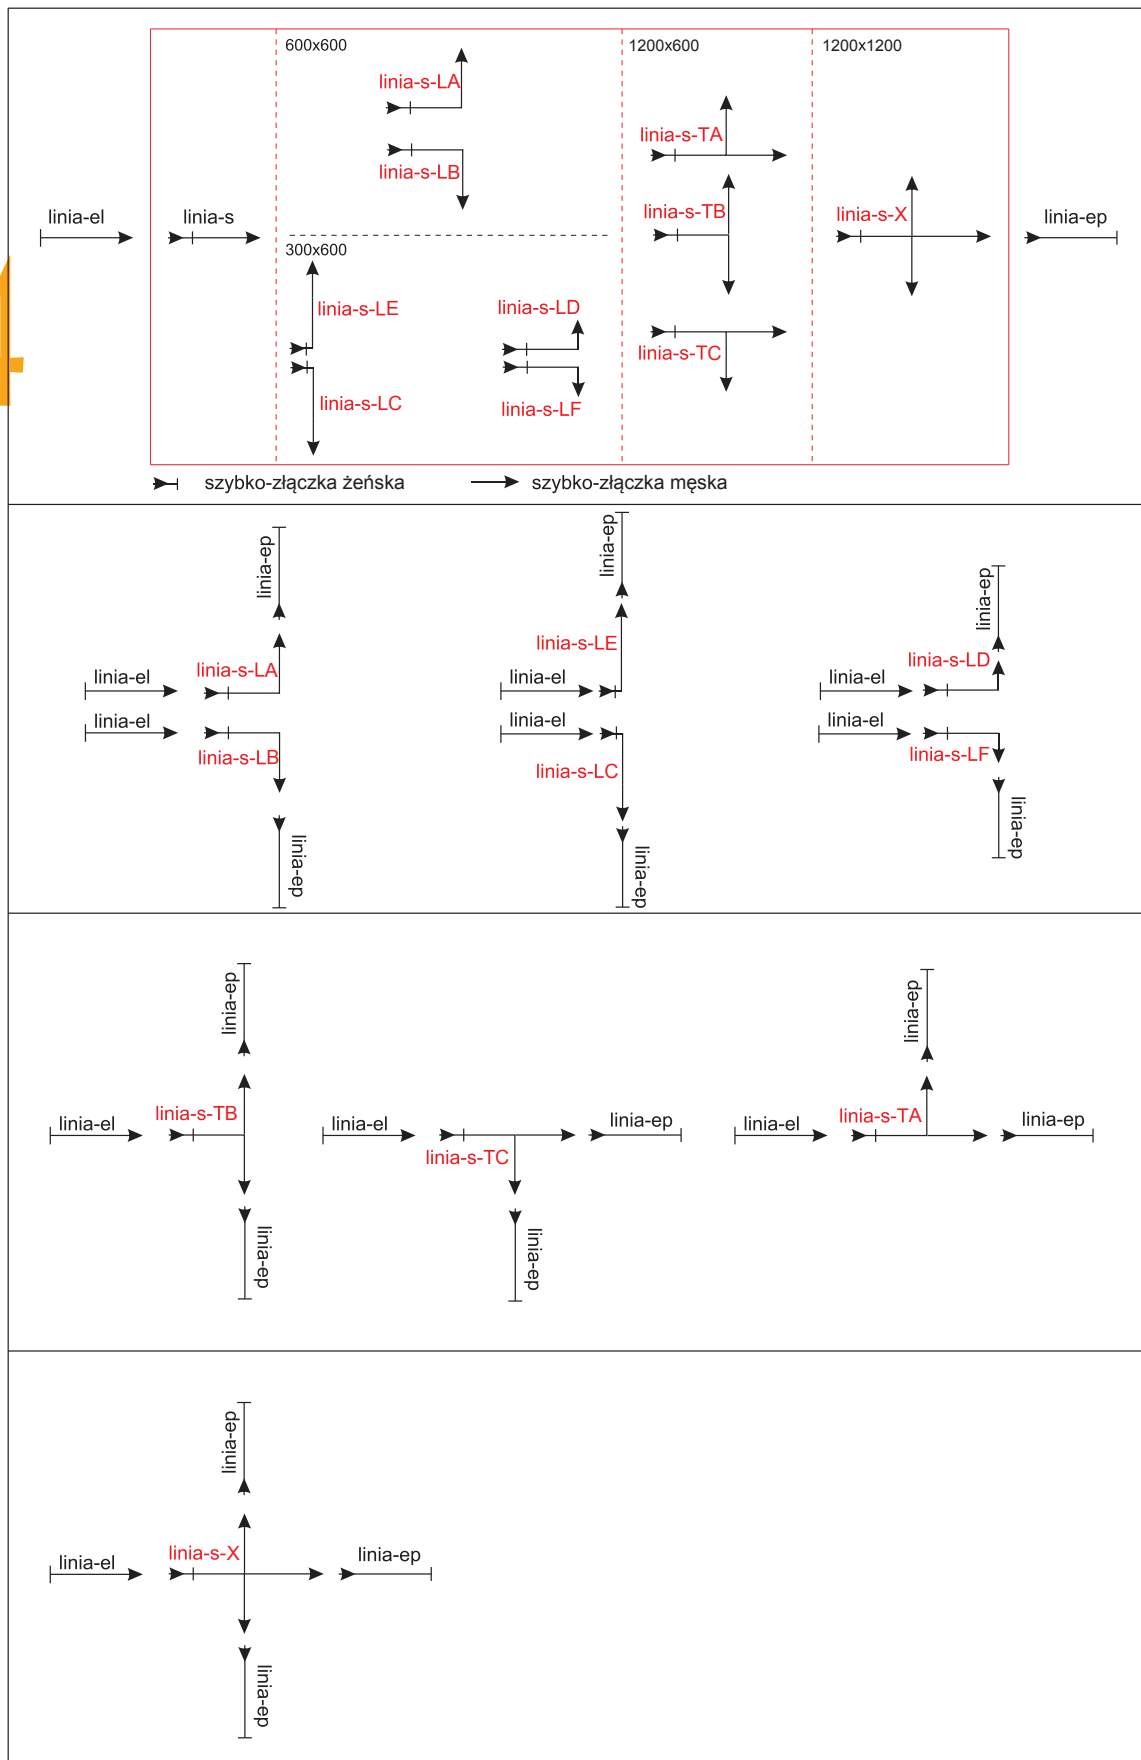 600x600
1200x600
1200x1200
linia-s-LA
linia-s-TA
linia-s-LB
linia-el
linia-s
linia-s-TB
linia-s-X
linia-ep
300x600
linia-s-LE
linia-s-LD
linia-s-TC
linia-s-LC
linia-s-LF
szybko-złączka żeńska
szybko-złączka męska
linia-ep
linia-ep
linia-ep
linia-s-LA
linia-s-LE
linia-s-LD
linia-el
linia-el
linia-el
linia-el
linia-el
linia-el
linia-s-LB
linia-s-LC
linia-s-LF
linia-ep
linia-ep
linia-ep
linia-ep
linia-ep
linia-el
linia-s-TB
linia-el
linia-ep
linia-el
linia-s-TA
linia-ep
linia-s-TC
linia-ep
linia-ep
linia-ep
linia-el
linia-s-X
linia-ep
linia-ep